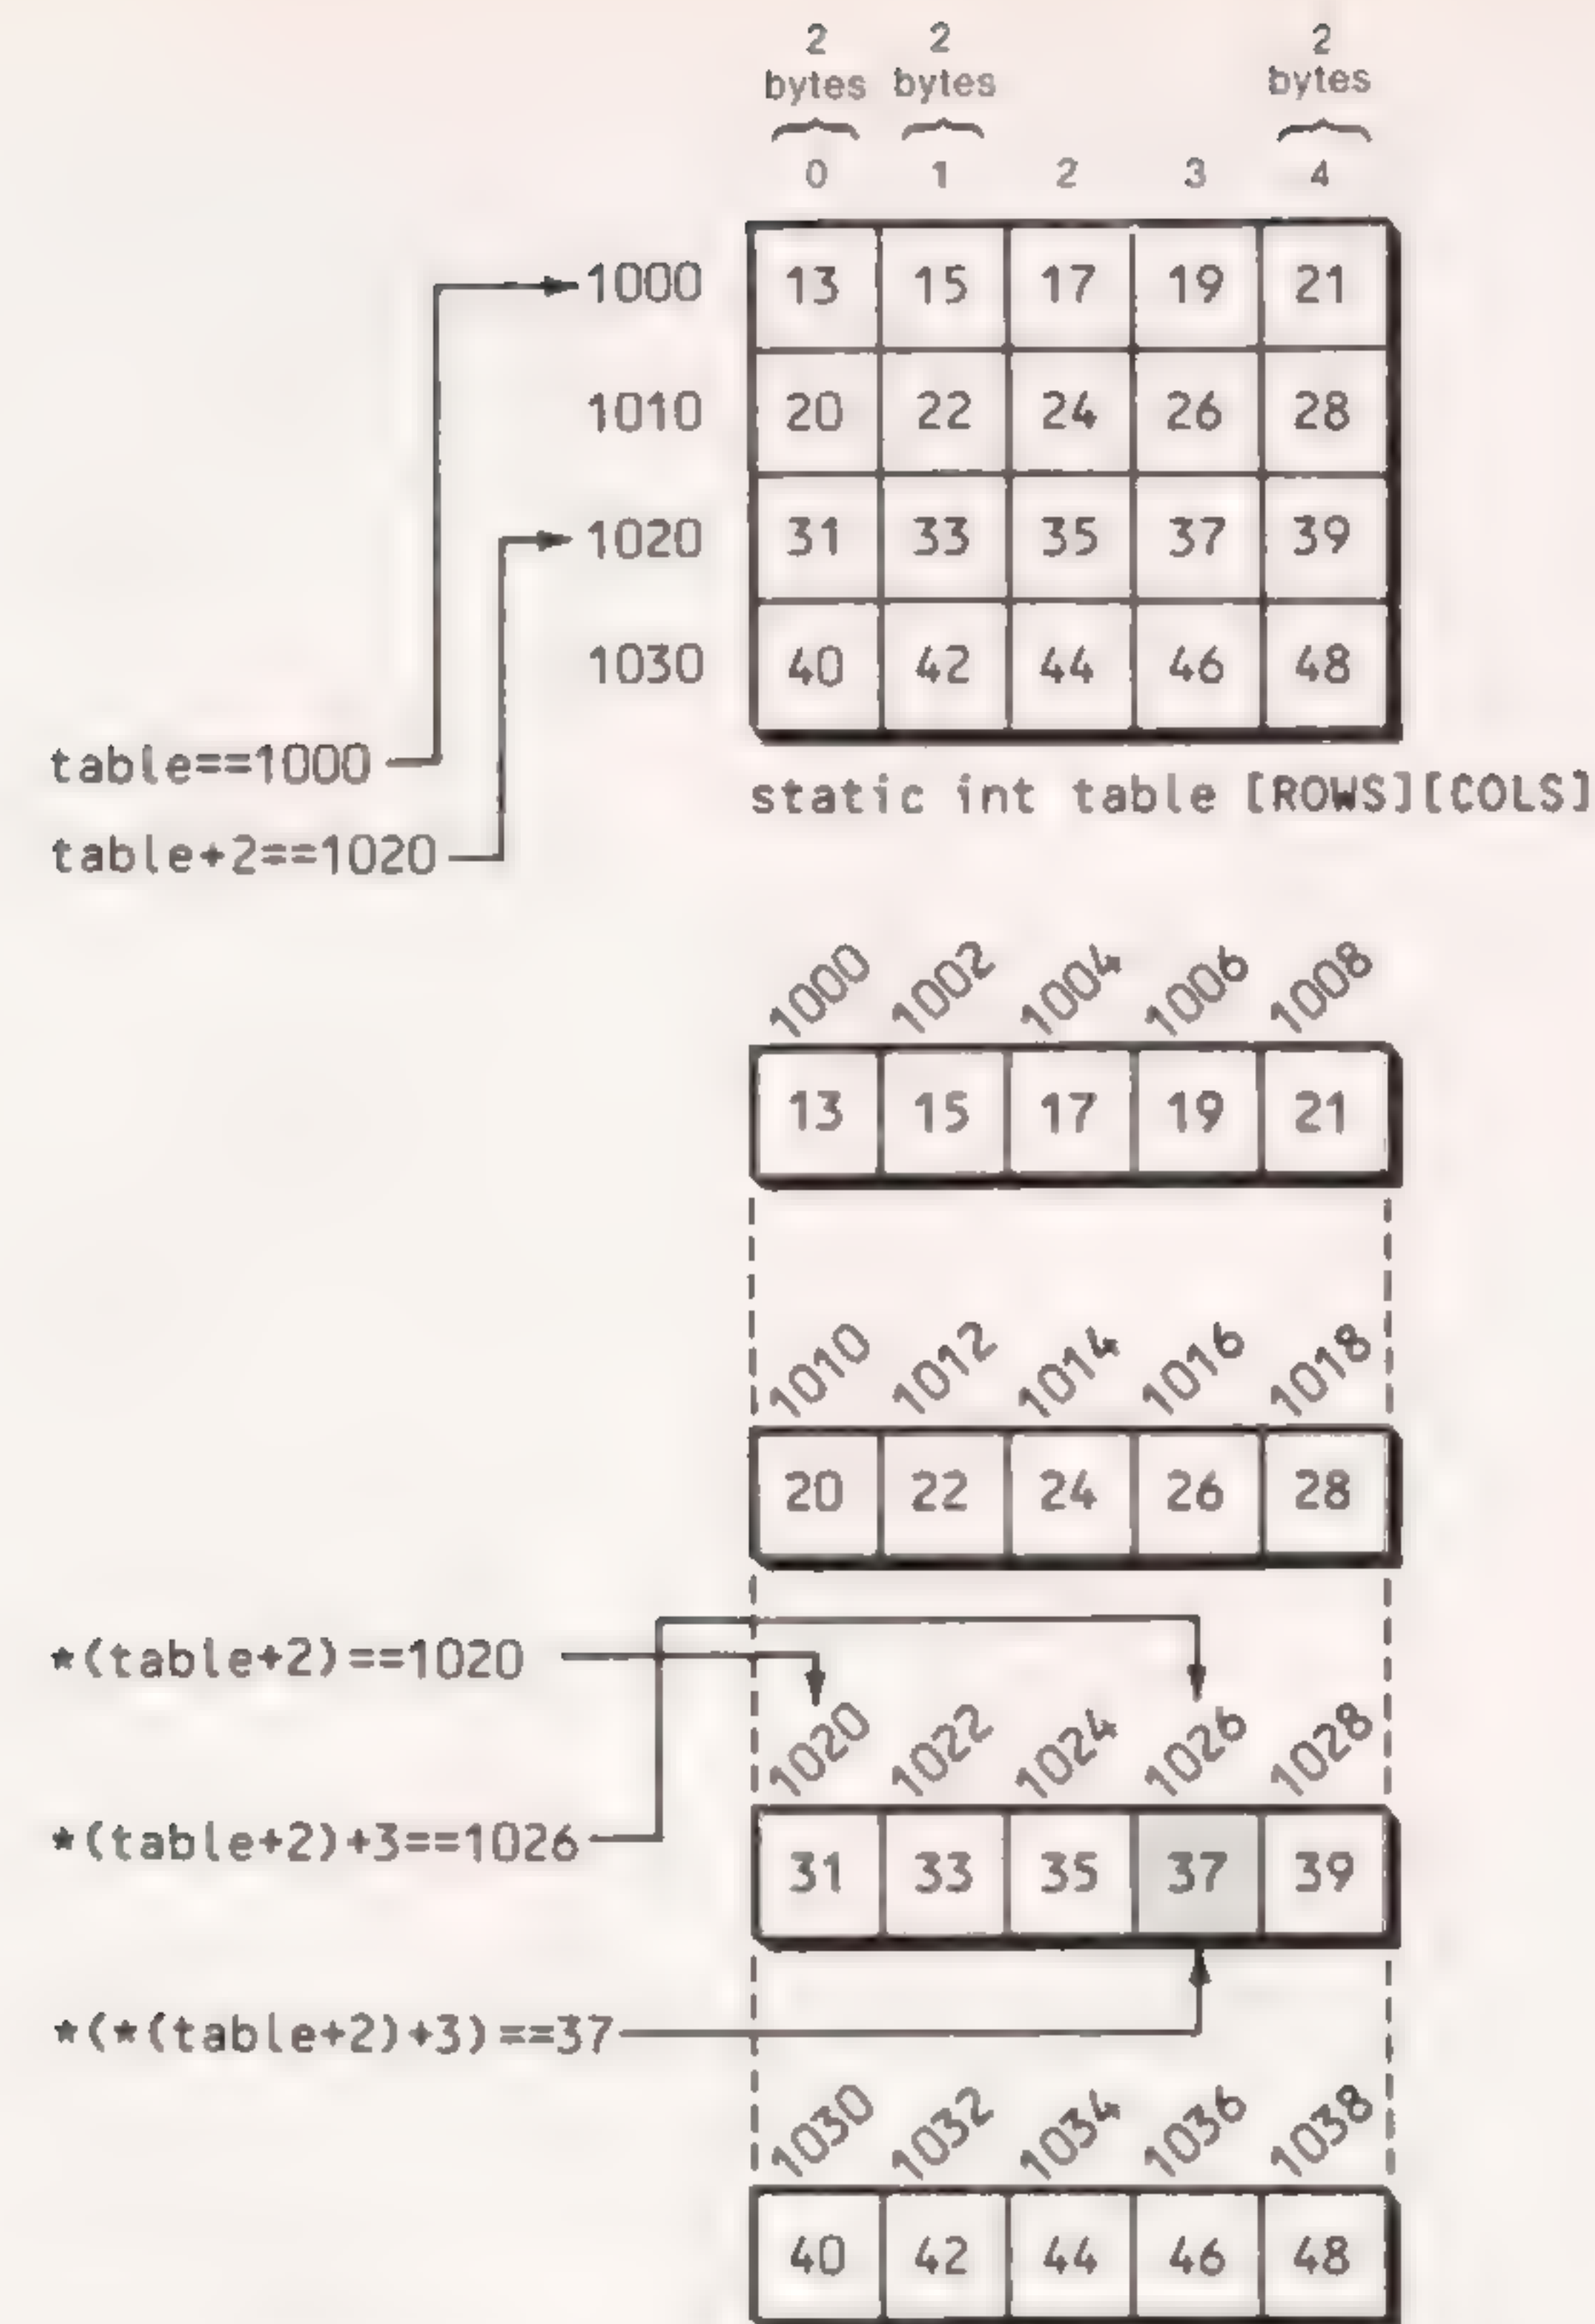 2 2 2
bytes bytes bytes
0 1 2 3 4
1000 13 15 17 19 21
1010 20 22 24 26 28
1020 31 33 35 37 39
1030 40 42 44 46 48
table==1000
static int table [ROWS][COLS]
table+2==1020
1000 1002 1004 1006 1008
13 15 17 19 21
1010 1012 1014 1016 1018
20 22 24 26 28
*(table+2)==1020
1020 1022 1024 1026 1028
*(table+2)+3==1026
31 33 35 37 39
*(*(table+2)+3)==37
1030 1032 1034 1036 1038
40 42 44 46 48